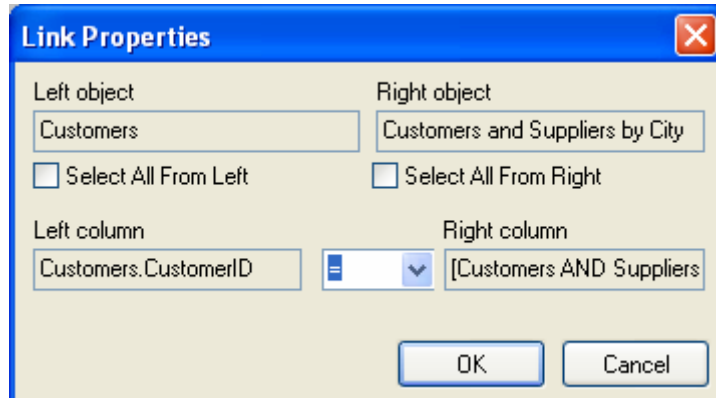 Link Properties
Left object Right object
Customers Customers and Suppliers by City
Select All From Left Select All From Right
Left column Right column
Customers.CustomerID = [Customers AND Suppliers
OK Cancel